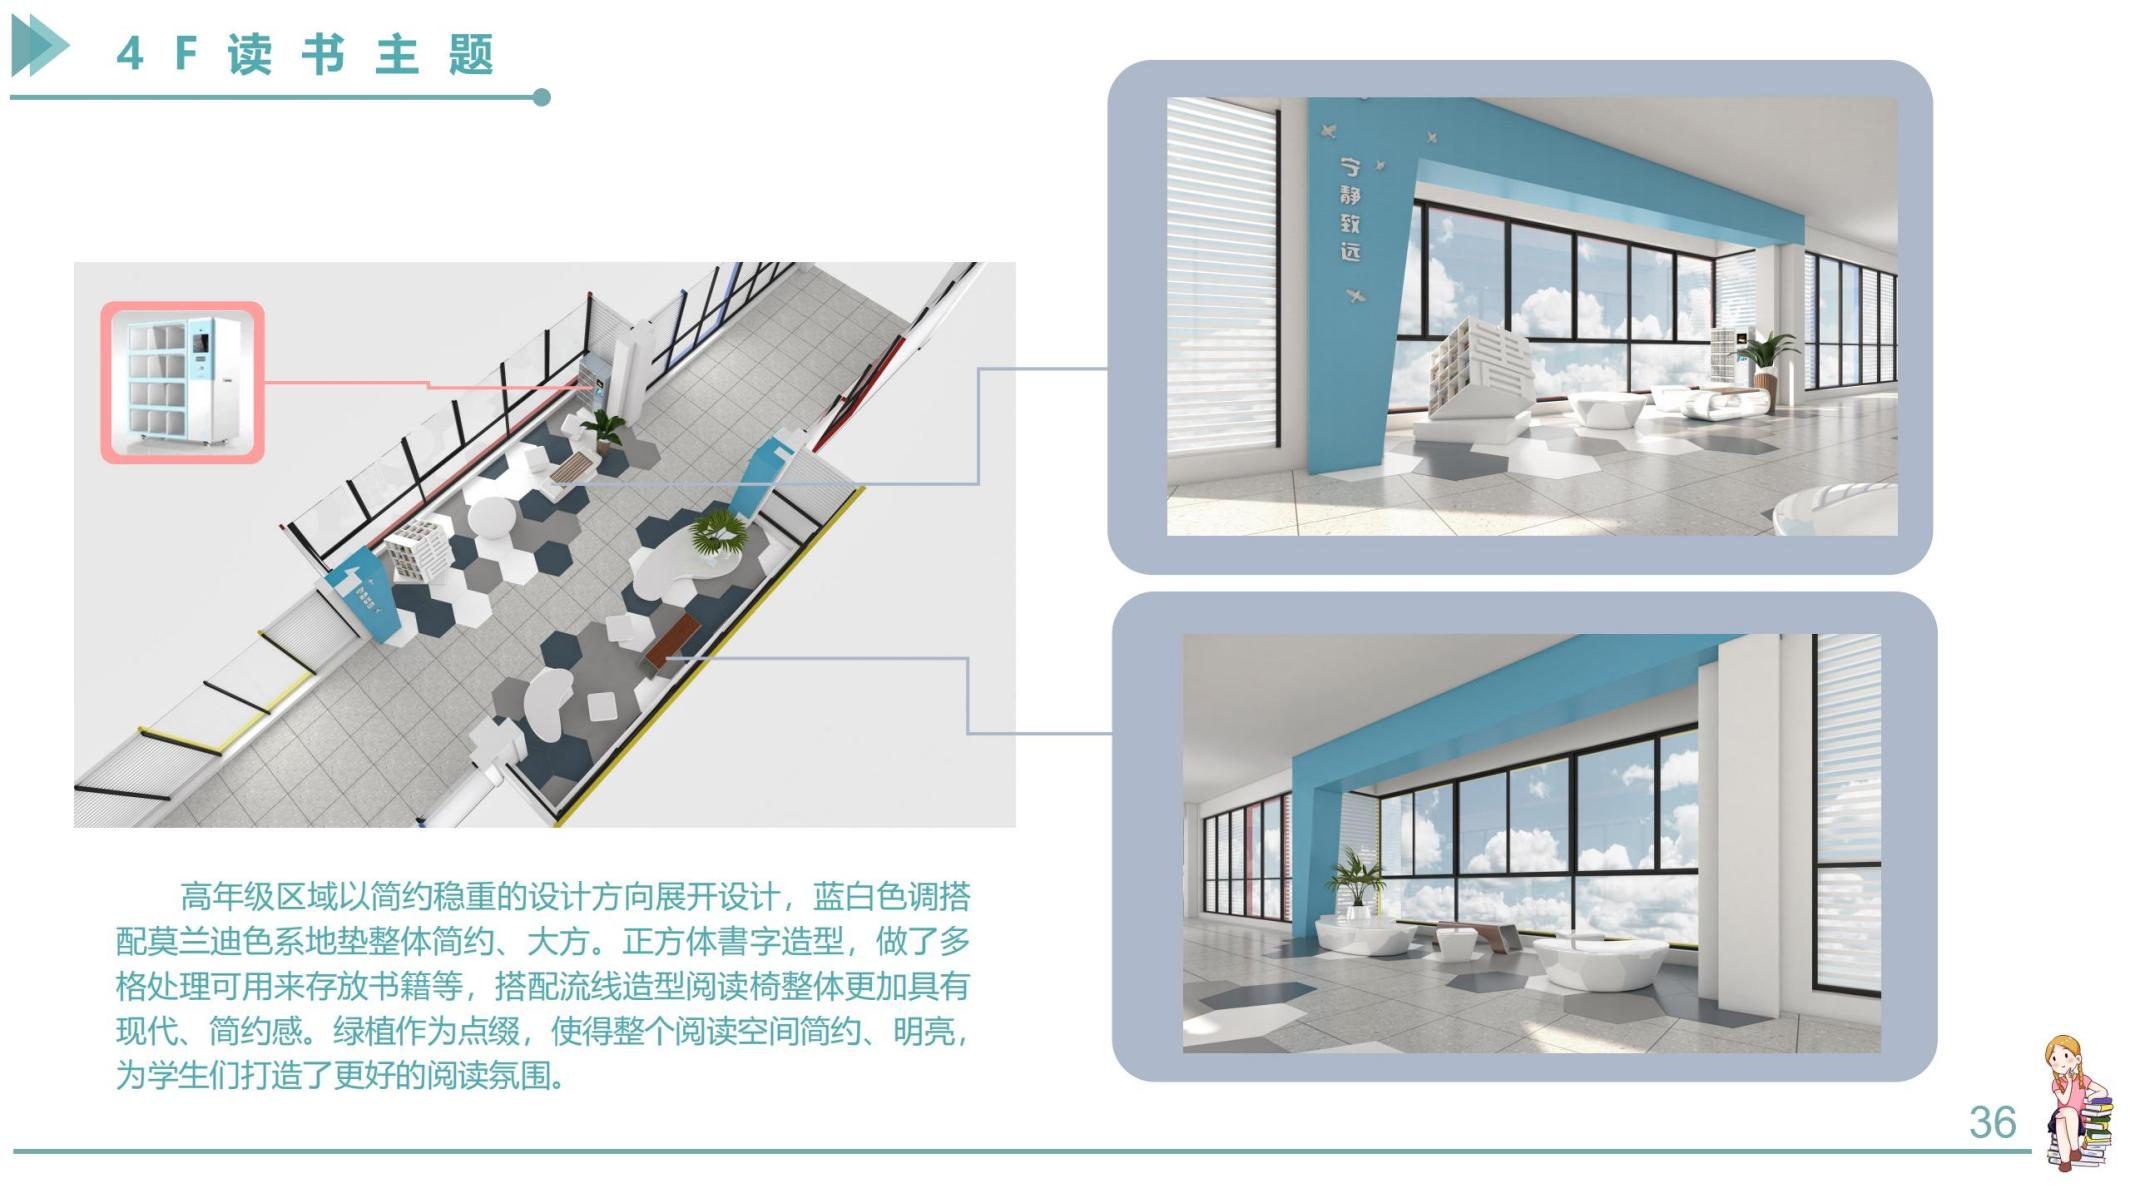 4F读书主题
宁静致远
高年级区域以简约稳重的设计方向展开设计，蓝白色调搭
配莫兰迪色系地垫整体简约、大方。正方体書字造型，做了多
格处理可用来存放书籍等，搭配流线造型阅读椅整体更加具有
现代、简约感。绿植作为点缀，使得整个阅读空间简约、明亮，
为学生们打造了更好的阅读氛围。
36